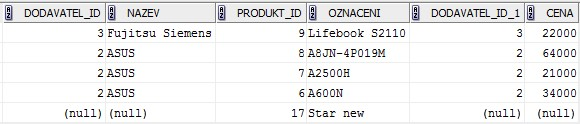 DODAVATEL_ID NAZEV PRODUKT_ID OZNACENI DODAVATEL_ID_1 CENA
3 Fujitsu Siemens 9 Lifebook S2110 3 22000
2 ASUS 8 A8JN-4P019M 2 64000
2 ASUS 7 A2500H 2 21000
2 ASUS 6 A600N 2 34000
(null) (null) 17 Star new (null) (null)